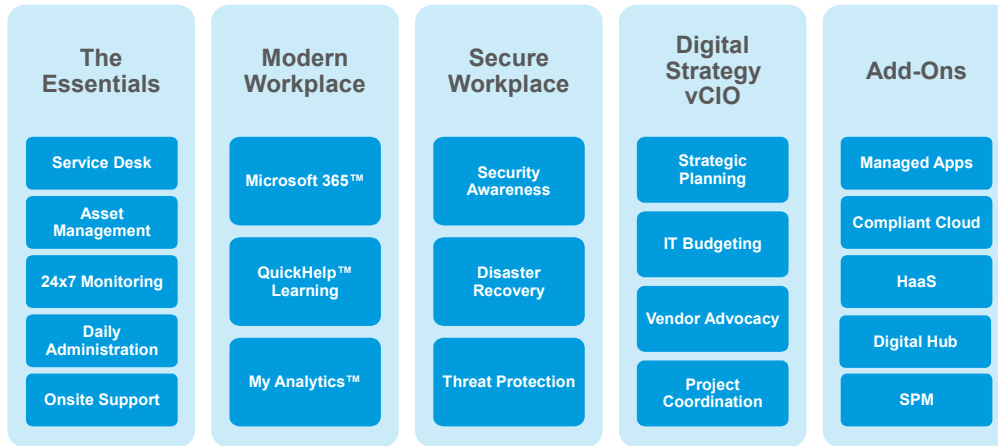 The
Essentials
Service Desk
Asset
Management
24x7 Monitoring
Daily
Administration
Onsite Support
Modern
Workplace
Microsoft 365™
QuickHelp™
Learning
My Analytics™
Secure
Workplace
Security
Awareness
Disaster
Recovery
Threat Protection
Digital
Strategy
vCIO
Strategic
Planning
IT Budgeting
Vendor Advocacy
Project
Coordination
Add-Ons
Managed Apps
Compliant Cloud
HaaS
Digital Hub
SPM